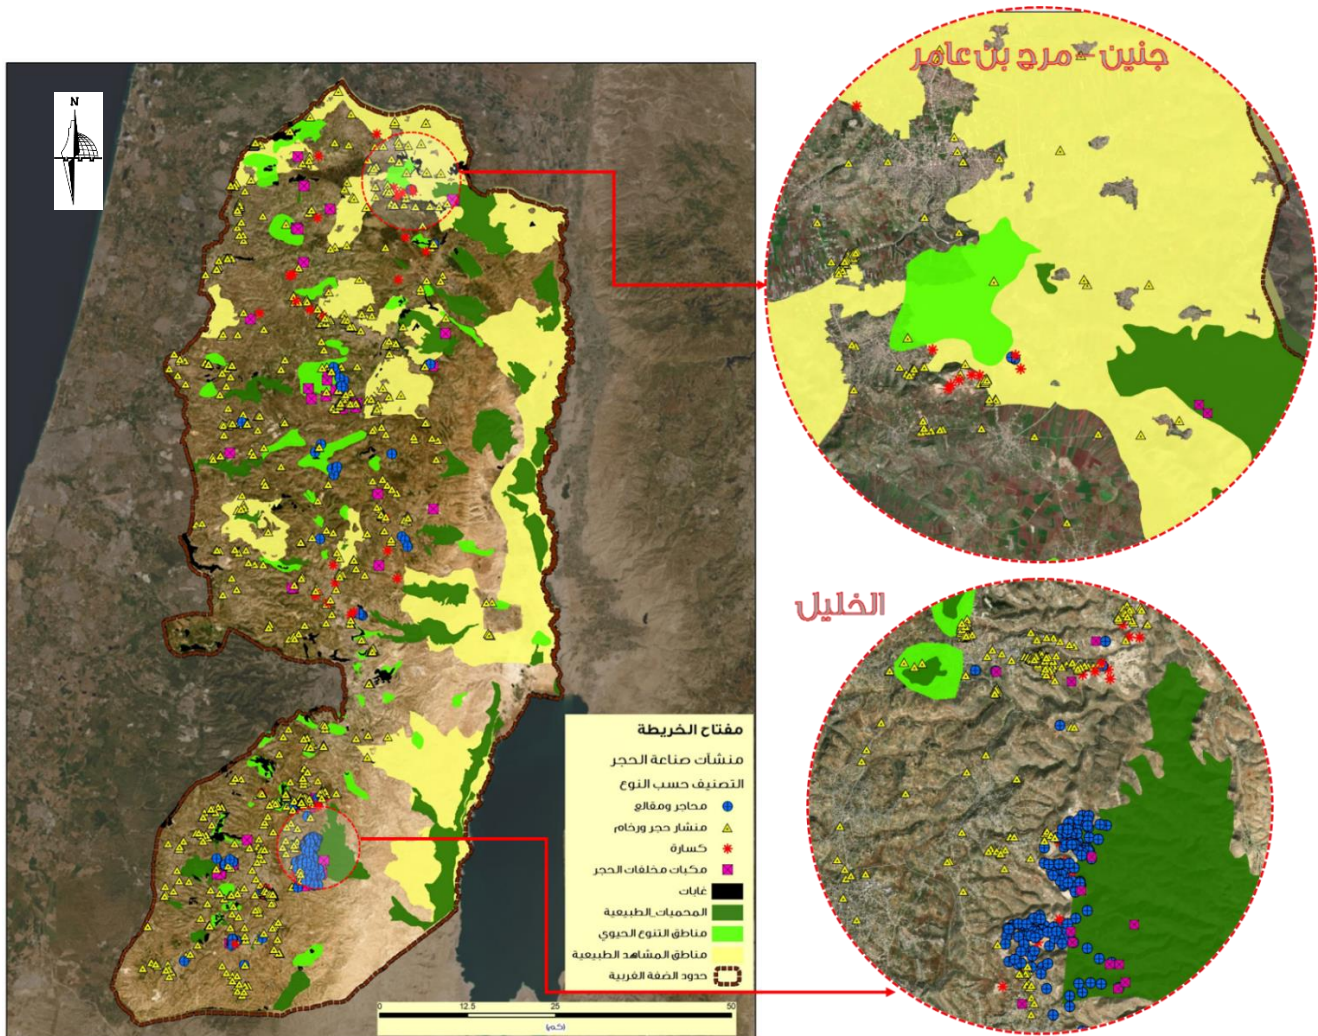 N
جنين - مرج بن عامر
الخليل
مفتاح الخريطة
منشآت صناعة الحجر
التصنيف حسب النوع
محاجر ومقالع
منشار حجر ورخام
كسارة
مكبات مخلفات الحجر
غابات
المحميات_الطبيعية
مناطق التنوع الحيوي
مناطق المشاهد الطبيعية
حدود الضفة الغربية
0 12.5 25 50
(كم)